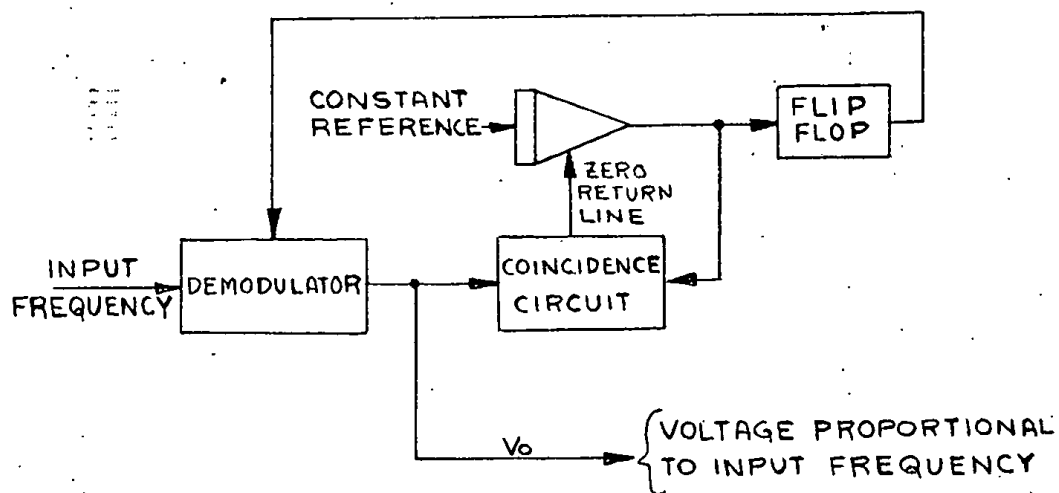 CONSTANT
REFERENCE
FLIP
FLOP
ZERO
RETURN
LINE
INPUT
FREQUENCY
DEMODULATOR
COINCIDENCE
CIRCUIT
Vo
VOLTAGE PROPORTIONAL
TO INPUT FREQUENCY